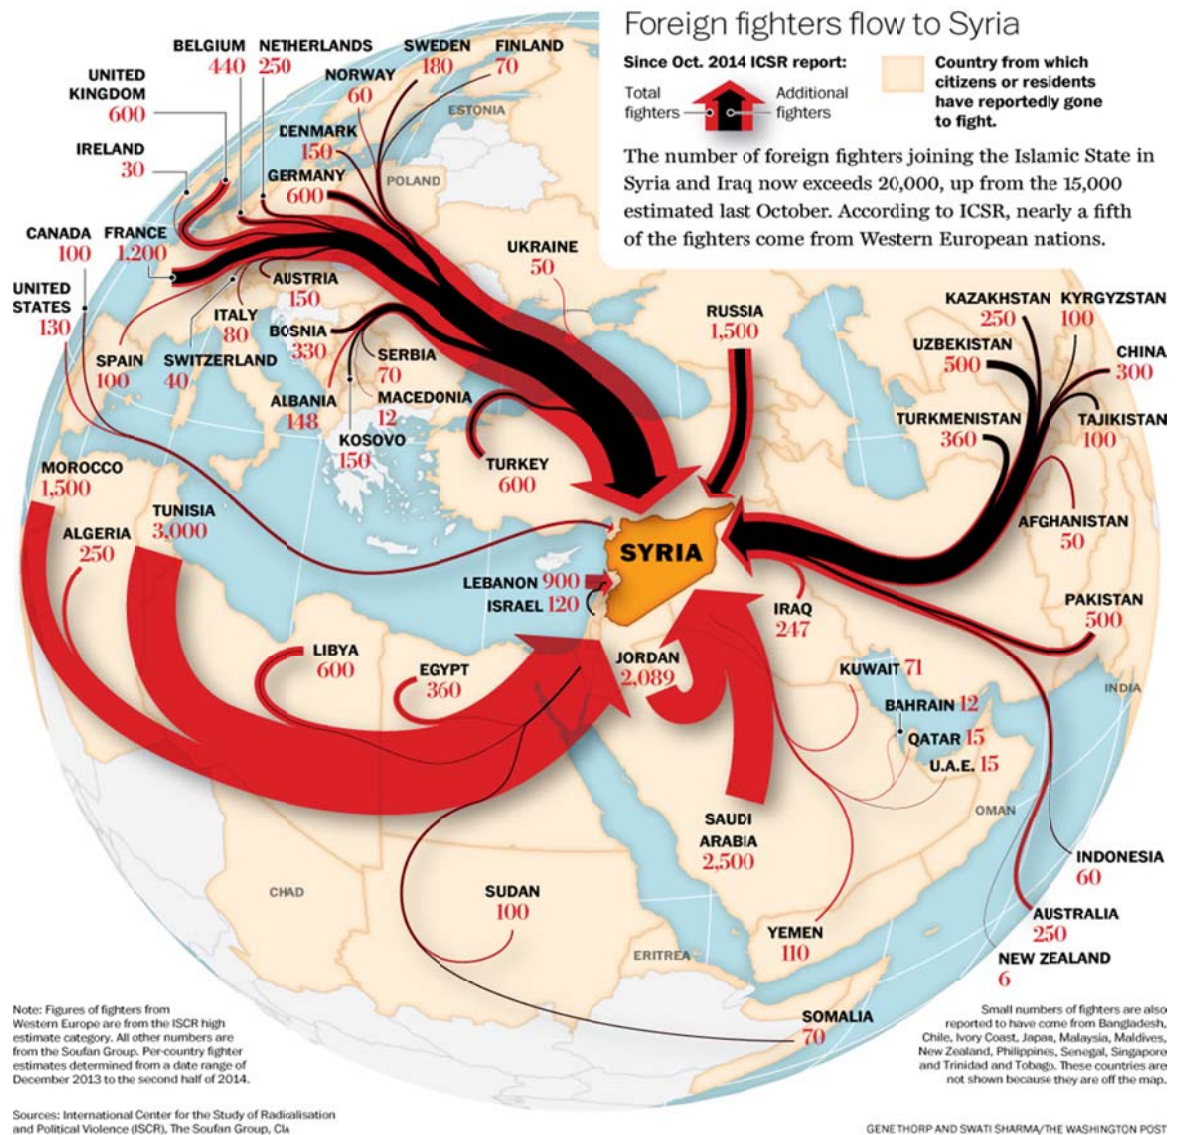 Foreign fighters flow to Syria
Since Oct. 2014 ICSR report:
Total
fighters
Additional
fighters
Country from which
citizens or residents
have reportedly gone
to fight.
The number of foreign fighters joining the Islamic State in
Syria and Iraq now exceeds 20,000, up from the 15,000
estimated last October. According to ICSR, nearly a fifth
of the fighters come from Western European nations.
BELGIUM
440
NETHERLANDS
250
SWEDEN
180
FINLAND
70
NORWAY
60
UNITED
KINGDOM
600
ESTONIA
DENMARK
150
IRELAND
30
GERMANY
600
POLAND
CANADA
100
FRANCE
1,200
UKRAINE
50
AUSTRIA
150
UNITED
STATES
130
ITALY
80
BOSNIA
330
SPAIN
100
SWITZERLAND
40
SERBIA
70
ALBANIA
148
MACEDONIA
12
KOSOVO
150
RUSSIA
1,500
KAZAKHSTAN
250
KYRGYZSTAN
100
UZBEKISTAN
500
CHINA
300
TURKMENISTAN
360
TAJIKISTAN
100
TURKEY
600
MOROCCO
1,500
TUNISIA
3,000
ALGERIA
250
AFGHANISTAN
50
SYRIA
LEBANON 900
ISRAEL 120
IRAQ
247
PAKISTAN
500
LIBYA
600
EGYPT
360
JORDAN
2,089
KUWAIT 71
INDIA
BAHRAIN 12
QATAR 15
U.A.E. 15
OMAN
SAUDI
ARABIA
2,500
INDONESIA
60
CHAD
SUDAN
100
AUSTRALIA
250
YEMEN
110
ERITREA
NEW ZEALAND
6
SOMALIA
70
Note: Figures of fighters from
Western Europe are from the ISCR high
estimate category. All other numbers are
from the Soufan Group. Per-country fighter
estimates determined from a date range of
December 2013 to the second half of 2014.
Small numbers of fighters are also
reported to have come from Bangladesh,
Chile, Ivory Coast, Japan, Malaysia, Maldives,
New Zealand, Philippines, Senegal, Singapore
and Trinidad and Tobago. These countries are
not shown because they are off the map.
Sources: International Center for the Study of Radicalisation
and Political Violence (ISCR), The Soufan Group, CIA
GENETHORP AND SWATI SHARMA/THE WASHINGTON POST